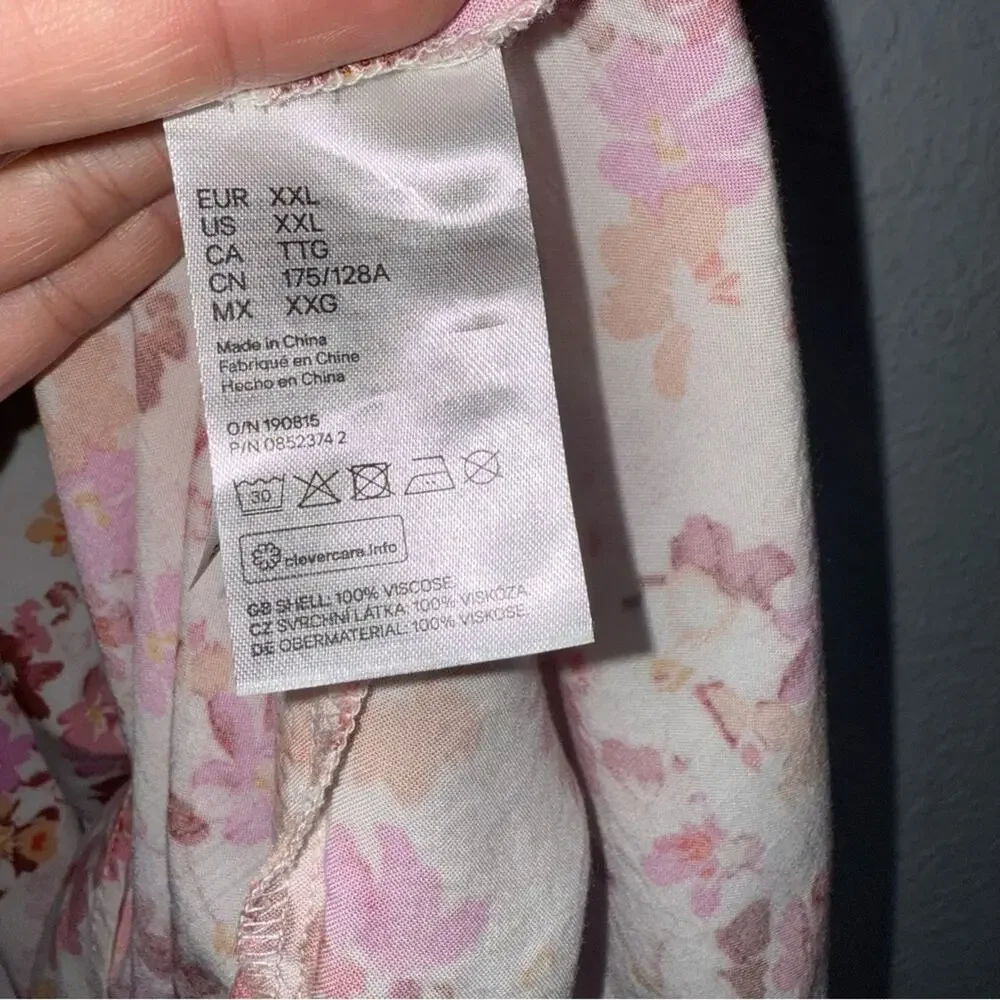 EUR XXL
US XXL
CA TTG
CN 175/128A
MX XXG
Made in China
Fabriqué en Chine
Hecho en China
O/N 190815
P/N 0852374 2
30
clevercare.info
GB SHELL: 100% VISCOSE
CZ SVRCHNÍ LÁTKA: 100% VISKÓZA
DE OBERMATERIAL: 100% VISKOSE.